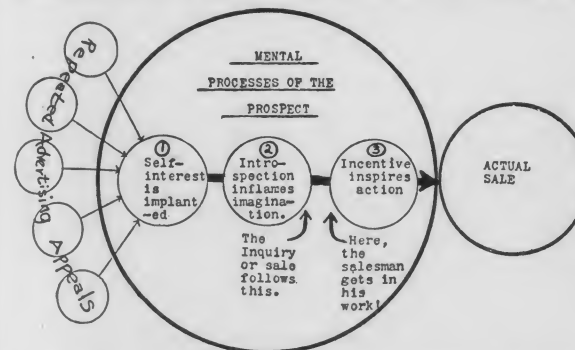 Repeated Advertising Appeals
MENTAL
PROCESSES OF THE
PROSPECT
①
Self-
interest
is
implant
-ed
②
Intro-
spection
inflames
imagina-
tion.
③
Incentive
inspires
action
ACTUAL
SALE
The
Inquiry
or sale
follows
this.
Here,
the
salesman
gets in
his
work!